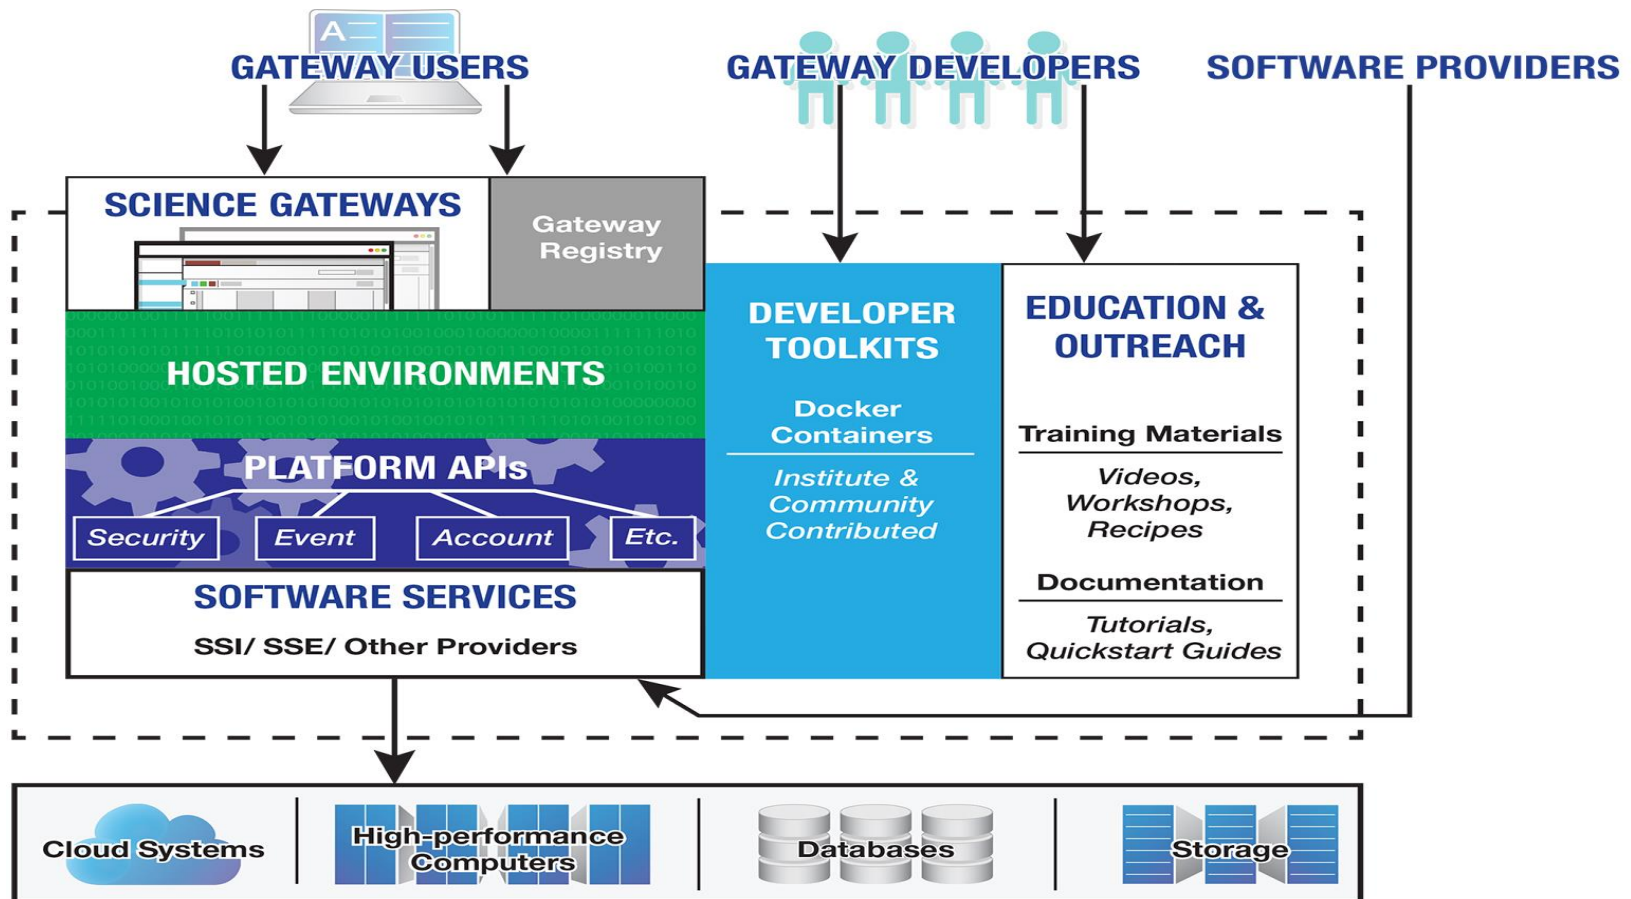 A
GATEWAY USERS
GATEWAY DEVELOPERS
SOFTWARE PROVIDERS
SCIENCE GATEWAYS
Gateway
Registry
HOSTED ENVIRONMENTS
PLATFORM APIs
Security
Event
Account
Etc.
SOFTWARE SERVICES
SSI/ SSE/ Other Providers
DEVELOPER
TOOLKITS
Docker
Containers
Institute &
Community
Contributed
EDUCATION &
OUTREACH
Training Materials
Videos,
Workshops,
Recipes
Documentation
Tutorials,
Quickstart Guides
Cloud Systems
High-performance
Computers
Databases
Storage